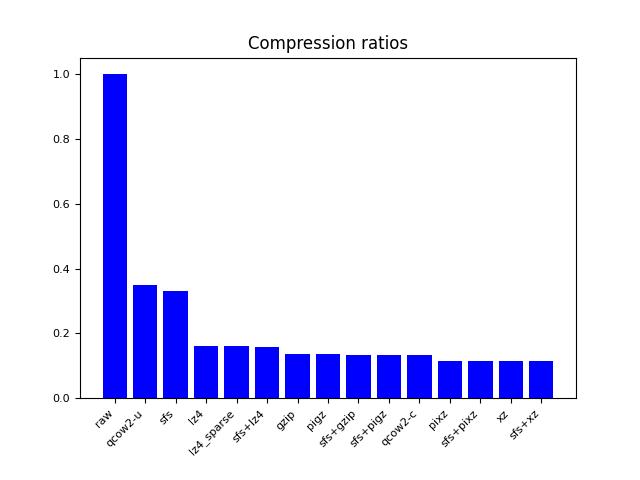 Compression ratios
1.0
0.8
0.6
0.4
0.2
0.0
raw
qcow2-u
sfs
lz4
lz4_sparse
sfs+lz4
gzip
pigz
sfs+gzip
sfs+pigz
qcow2-c
pixz
sfs+pixz
xz
sfs+xz